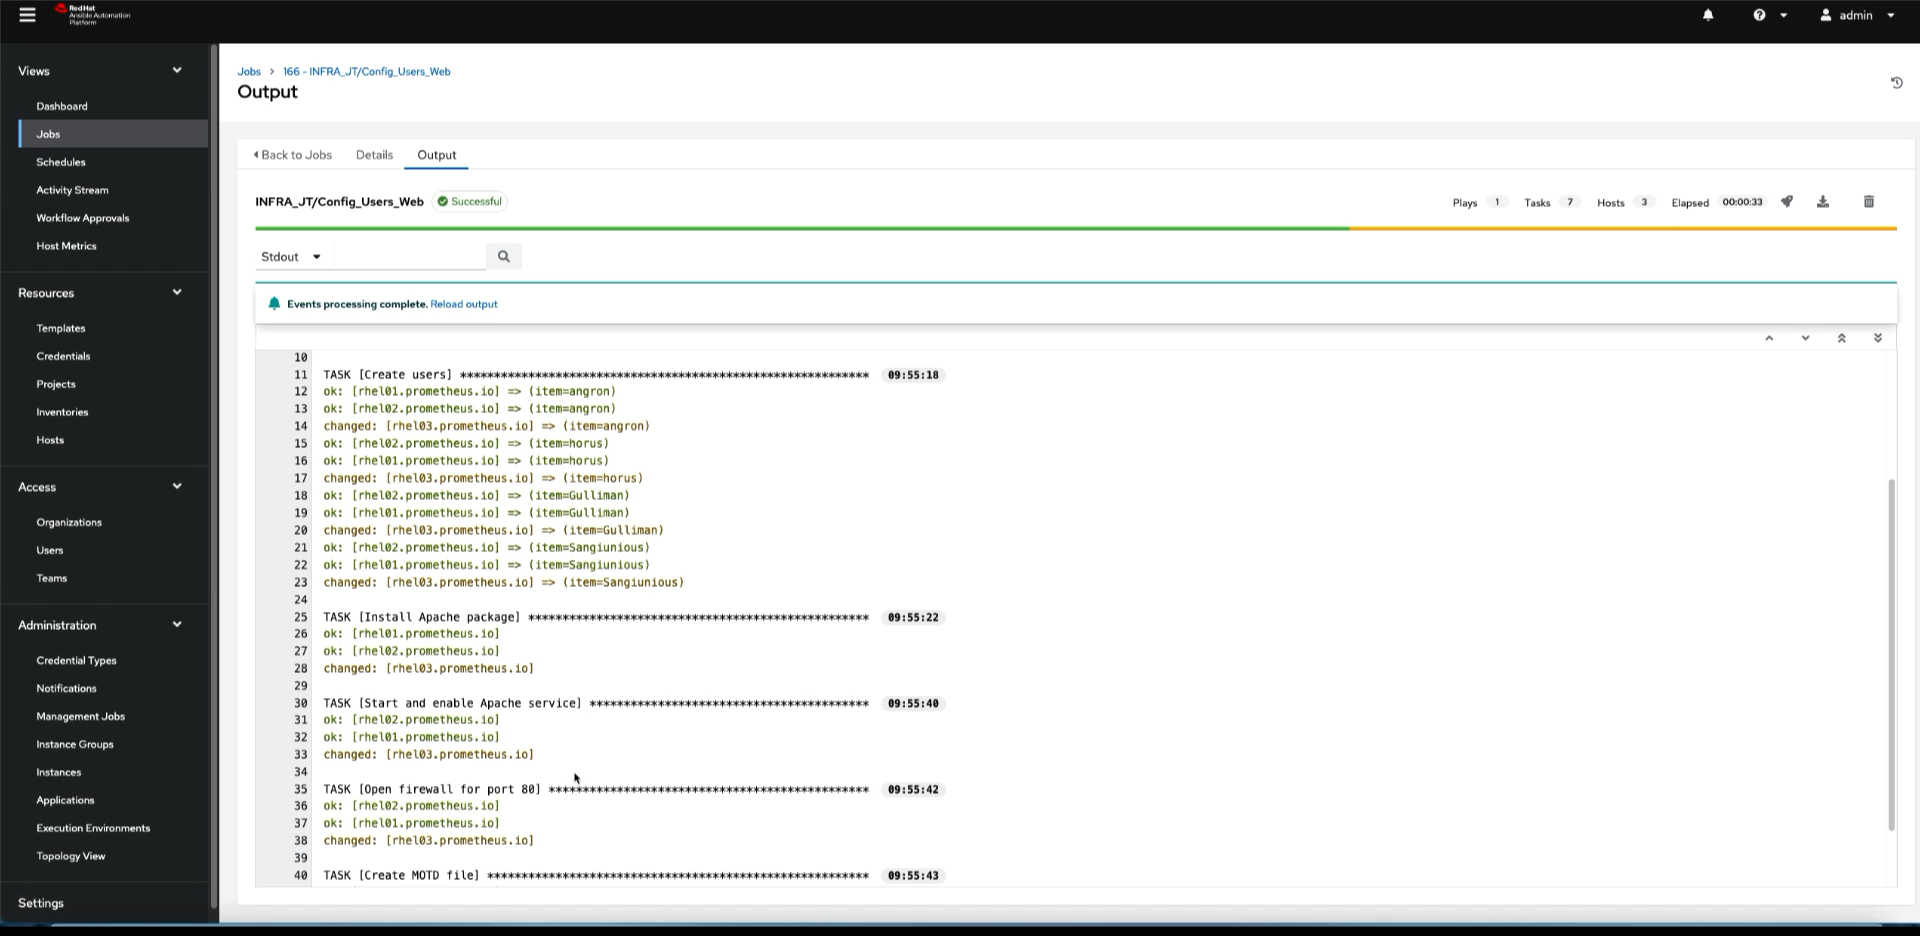 RedHat
Ansible Automation
Platform
admin
Views
Dashboard
Jobs
Schedules
Activity Stream
Workflow Approvals
Host Metrics
Resources
Templates
Credentials
Projects
Inventories
Hosts
Access
Organizations
Users
Teams
Administration
Credential Types
Notifications
Management Jobs
Instance Groups
Instances
Applications
Execution Environments
Topology View
Settings
Jobs > 166 - INFRA_JT/Config_Users_Web
Output
Back to Jobs Details Output
INFRA_JT/Config_Users_Web Successful Plays 1 Tasks 7 Hosts 3 Elapsed 00:00:33
Stdout
Events processing complete. Reload output
10
11 TASK [Create users] ************************************************************ 09:55:18
12 ok: [rhel01.prometheus.io] => (item=angron)
13 ok: [rhel02.prometheus.io] => (item=angron)
14 changed: [rhel03.prometheus.io] => (item=angron)
15 ok: [rhel02.prometheus.io] => (item=horus)
16 ok: [rhel01.prometheus.io] => (item=horus)
17 changed: [rhel03.prometheus.io] => (item=horus)
18 ok: [rhel02.prometheus.io] => (item=Gulliman)
19 ok: [rhel01.prometheus.io] => (item=Gulliman)
20 changed: [rhel03.prometheus.io] => (item=Gulliman)
21 ok: [rhel02.prometheus.io] => (item=Sangiunious)
22 ok: [rhel01.prometheus.io] => (item=Sangiunious)
23 changed: [rhel03.prometheus.io] => (item=Sangiunious)
24
25 TASK [Install Apache package] ************************************************** 09:55:22
26 ok: [rhel01.prometheus.io]
27 ok: [rhel02.prometheus.io]
28 changed: [rhel03.prometheus.io]
29
30 TASK [Start and enable Apache service] ***************************************** 09:55:40
31 ok: [rhel02.prometheus.io]
32 ok: [rhel01.prometheus.io]
33 changed: [rhel03.prometheus.io]
34
35 TASK [Open firewall for port 80] *********************************************** 09:55:42
36 ok: [rhel02.prometheus.io]
37 ok: [rhel01.prometheus.io]
38 changed: [rhel03.prometheus.io]
39
40 TASK [Create MOTD file] ******************************************************** 09:55:43